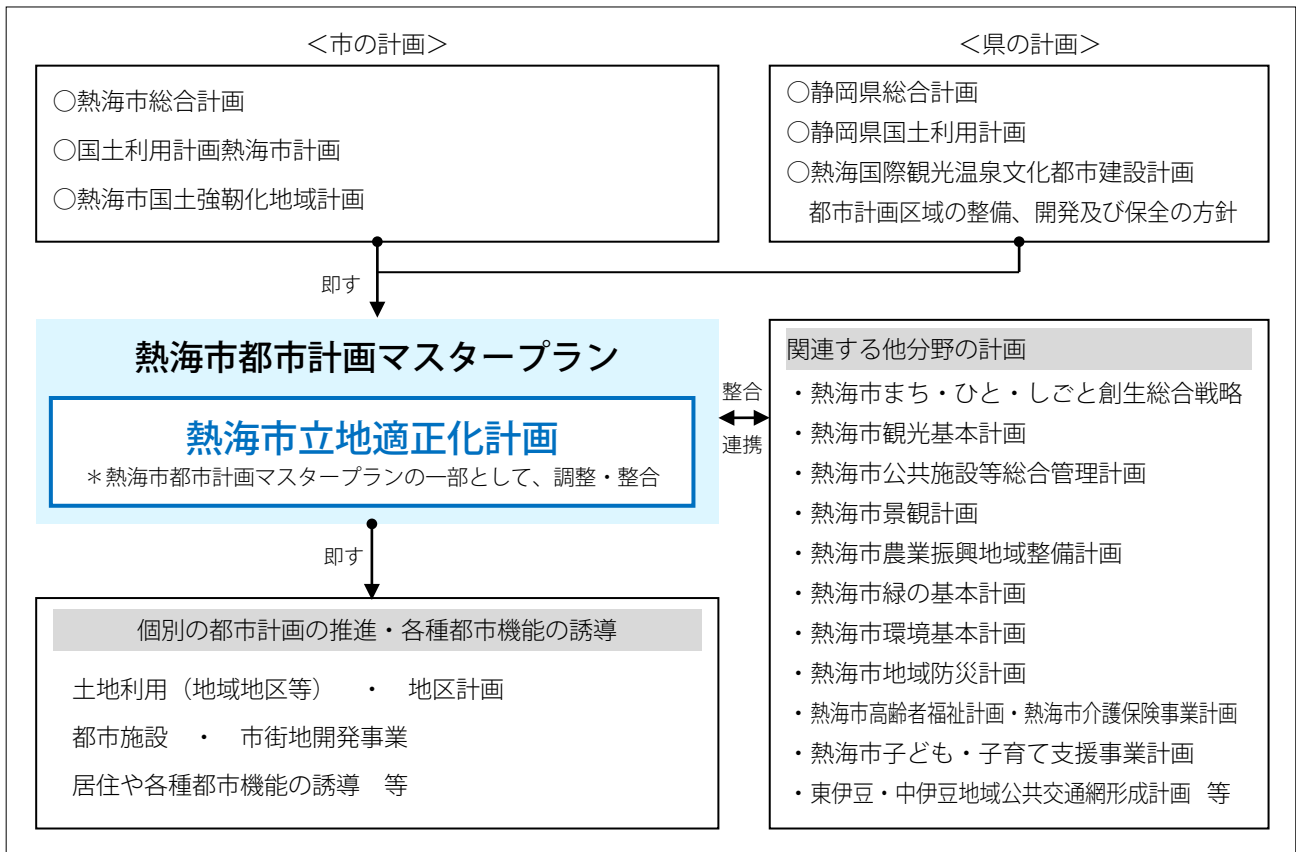 ＜市の計画＞
○熱海市総合計画
○国土利用計画熱海市計画
○熱海市国土強靭化地域計画
＜県の計画＞
○静岡県総合計画
○静岡県国土利用計画
○熱海国際観光温泉文化都市建設計画
都市計画区域の整備、開発及び保全の方針
即す
熱海市都市計画マスタープラン
熱海市立地適正化計画
＊熱海市都市計画マスタープランの一部として、調整・整合
整合
連携
関連する他分野の計画
・熱海市まち・ひと・しごと創生総合戦略
・熱海市観光基本計画
・熱海市公共施設等総合管理計画
・熱海市景観計画
・熱海市農業振興地域整備計画
・熱海市緑の基本計画
・熱海市環境基本計画
・熱海市地域防災計画
・熱海市高齢者福祉計画・熱海市介護保険事業計画
・熱海市子ども・子育て支援事業計画
・東伊豆・中伊豆地域公共交通網形成計画 等
即す
個別の都市計画の推進・各種都市機能の誘導
土地利用（地域地区等） ・ 地区計画
都市施設 ・ 市街地開発事業
居住や各種都市機能の誘導 等